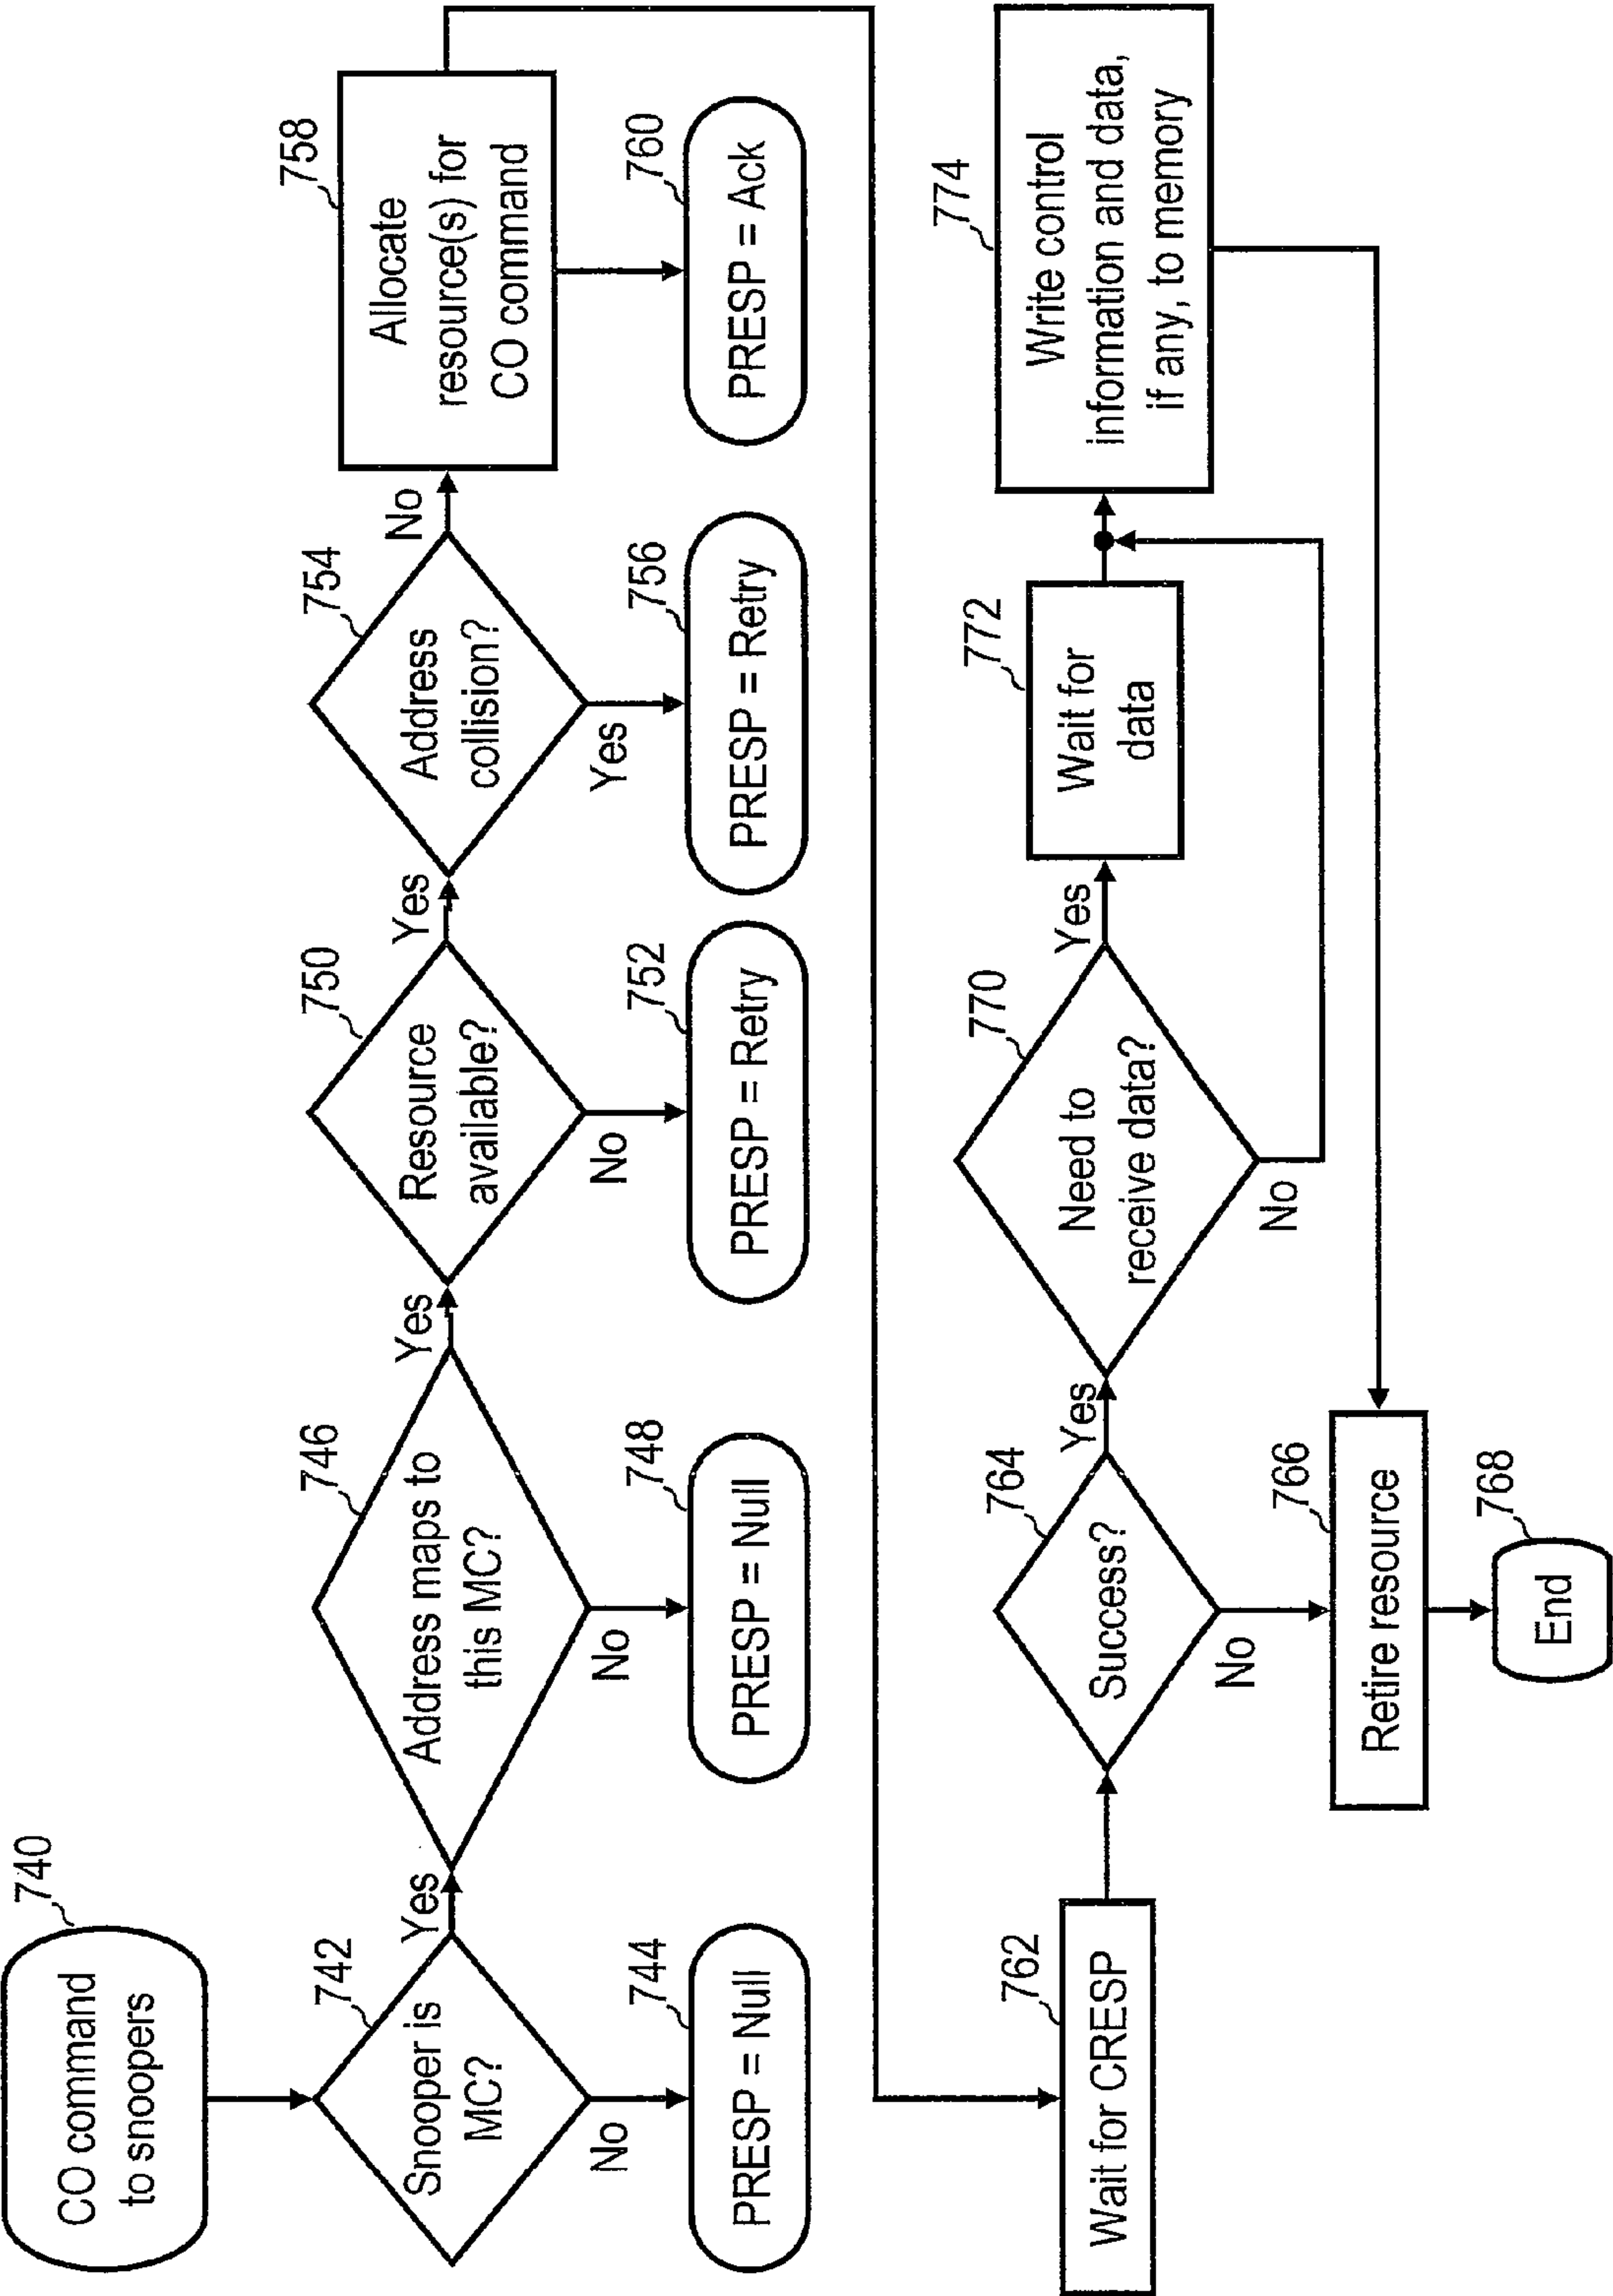 740
CO command
to snoopers
742
Snooper is
MC?
Yes
No
744
PRESP = Null
746
Address maps to
this MC?
Yes
No
748
PRESP = Null
750
Resource
available?
Yes
No
752
PRESP = Retry
754
Address
collision?
No
Yes
756
PRESP = Retry
758
Allocate
resource(s) for
CO command
760
PRESP = Ack
762
Wait for CRESP
764
Success?
Yes
No
766
Retire resource
768
End
770
Need to
receive data?
Yes
No
772
Wait for
data
774
Write control
information and data,
if any, to memory